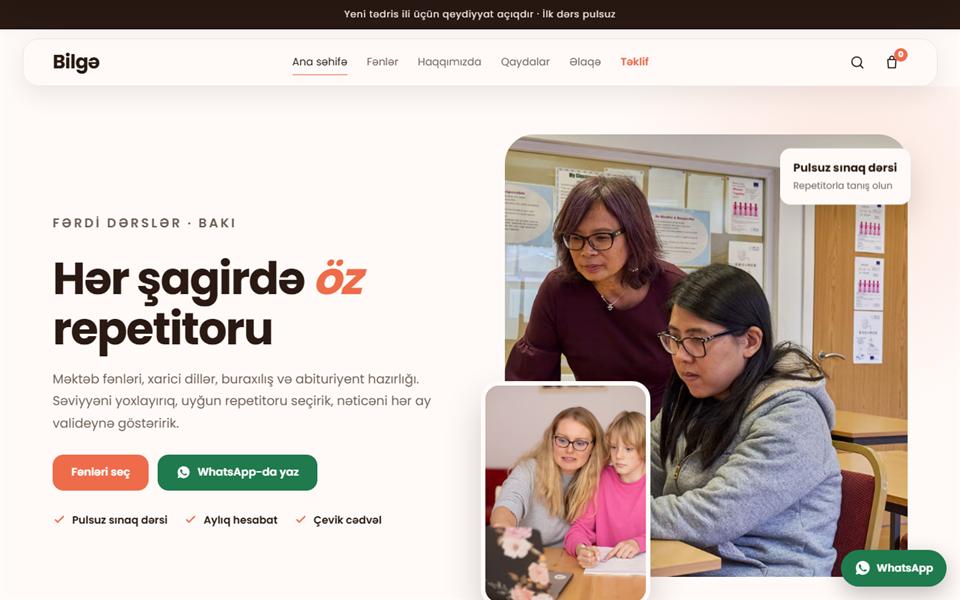 Yeni tədris ili üçün qeydiyyat açıqdır · İlk dərs pulsuz
Bilgə
Ana səhifə
Fənlər
Haqqımızda
Qaydalar
Əlaqə
Təklif
0
Pulsuz sınaq dərsi
Repetitorla tanış olun
FƏRDİ DƏRSLƏR · BAKI
Hər şagirdə öz
repetitoru
Məktəb fənləri, xarici dillər, buraxılış və abituriyent hazırlığı.
Səviyyəni yoxlayırıq, uyğun repetitoru seçirik, nəticəni hər ay
valideynə göstəririk.
Fənləri seç
WhatsApp-da yaz
Pulsuz sınaq dərsi
Aylıq hesabat
Çevik cədvəl
WhatsApp